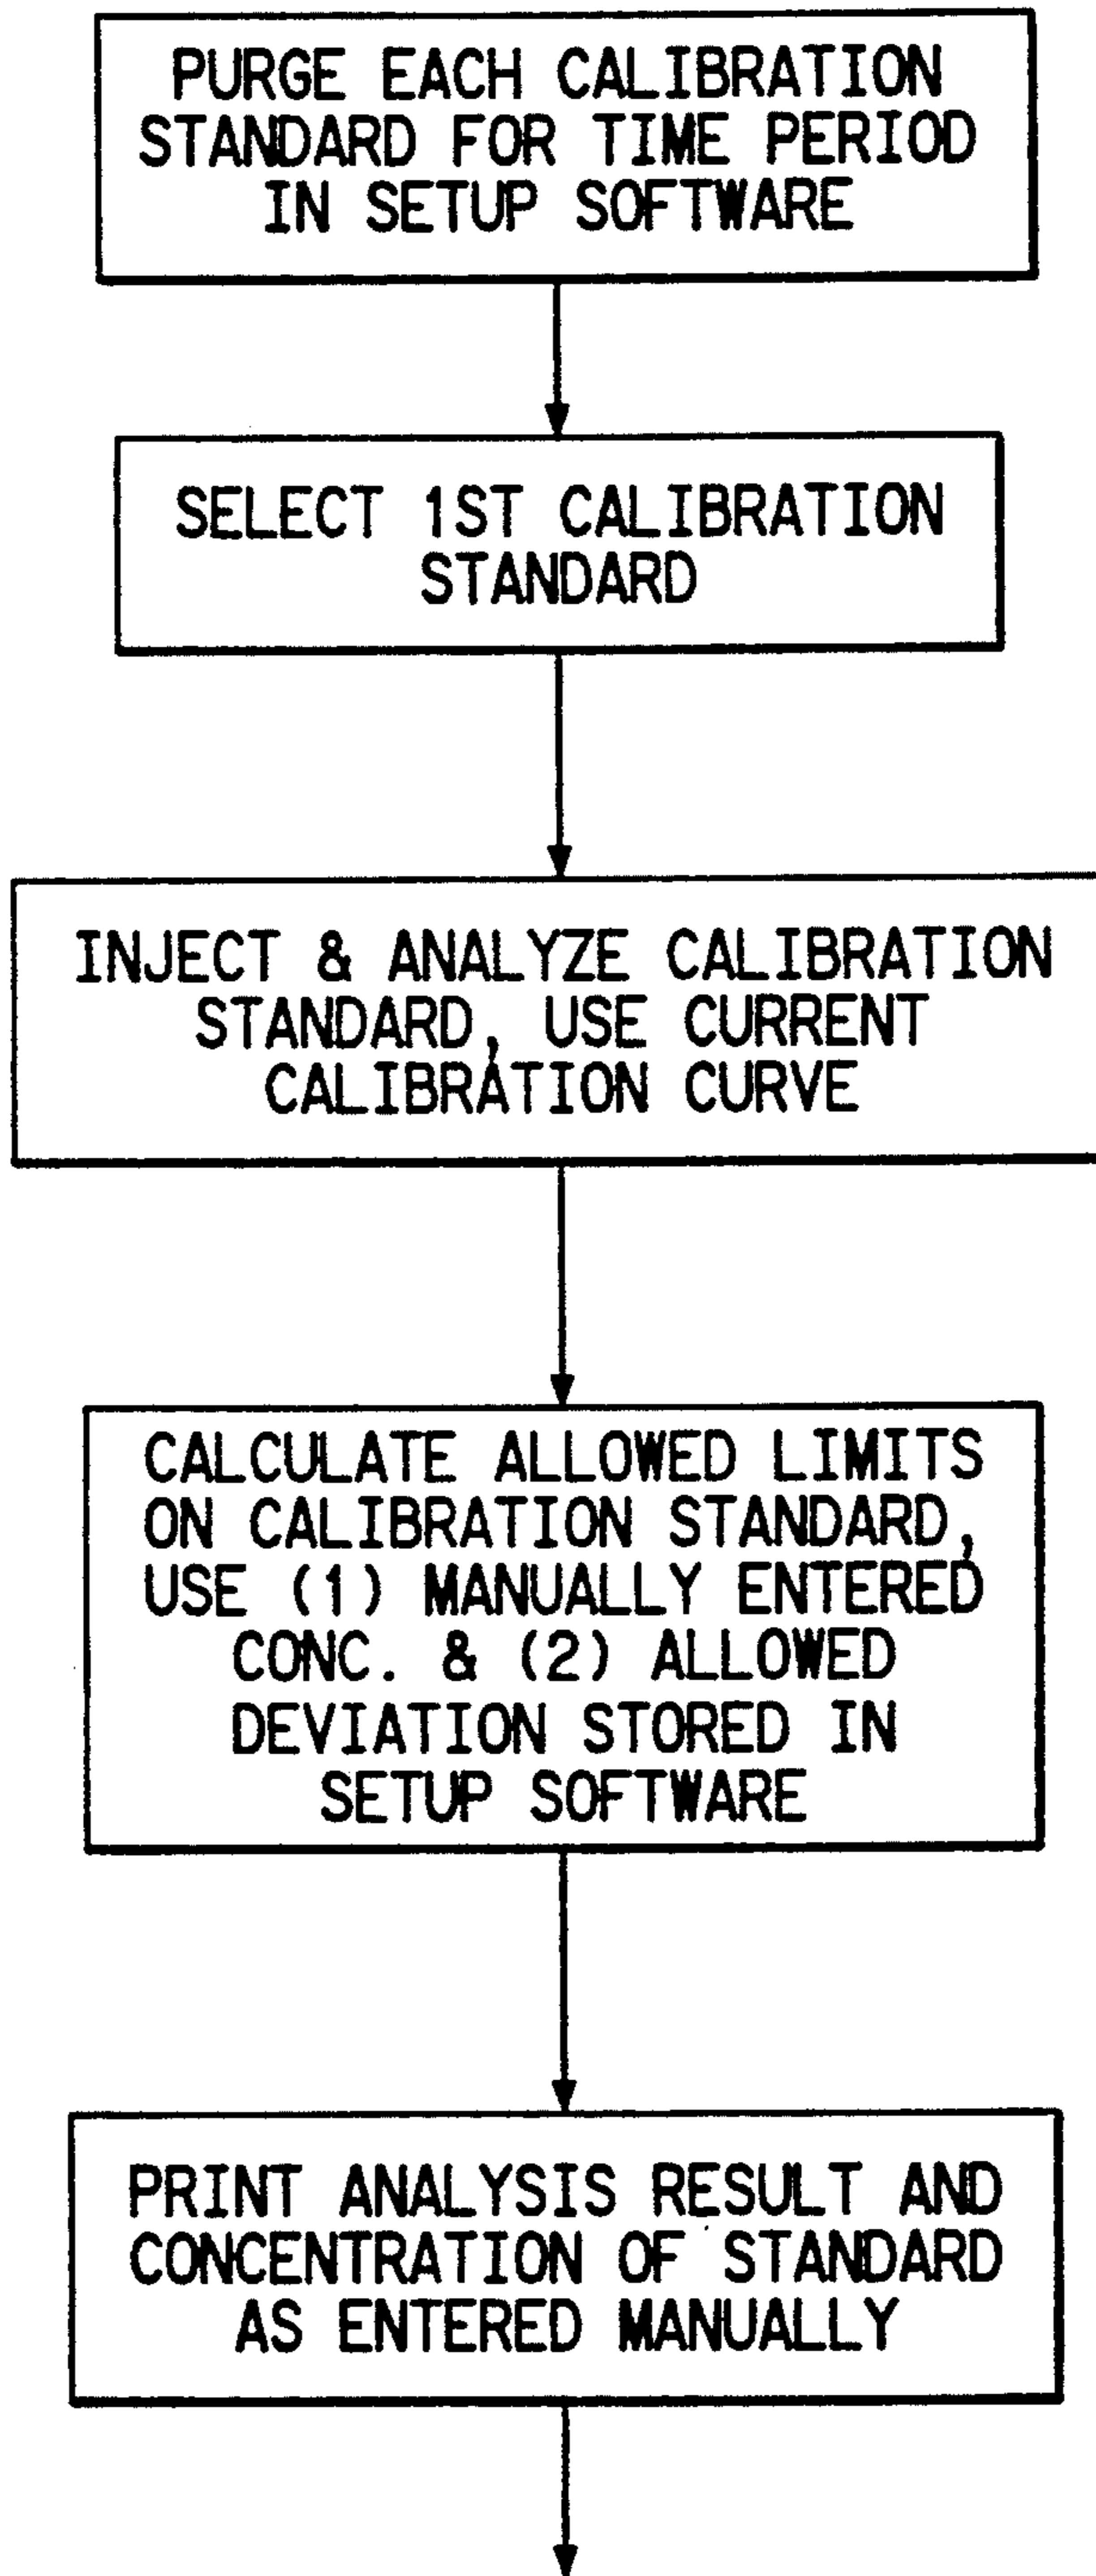 PURGE EACH CALIBRATION
STANDARD FOR TIME PERIOD
IN SETUP SOFTWARE
SELECT 1ST CALIBRATION
STANDARD
INJECT & ANALYZE CALIBRATION
STANDARD, USE CURRENT
CALIBRATION CURVE
CALCULATE ALLOWED LIMITS
ON CALIBRATION STANDARD,
USE (1) MANUALLY ENTERED
CONC. & (2) ALLOWED
DEVIATION STORED IN
SETUP SOFTWARE
PRINT ANALYSIS RESULT AND
CONCENTRATION OF STANDARD
AS ENTERED MANUALLY